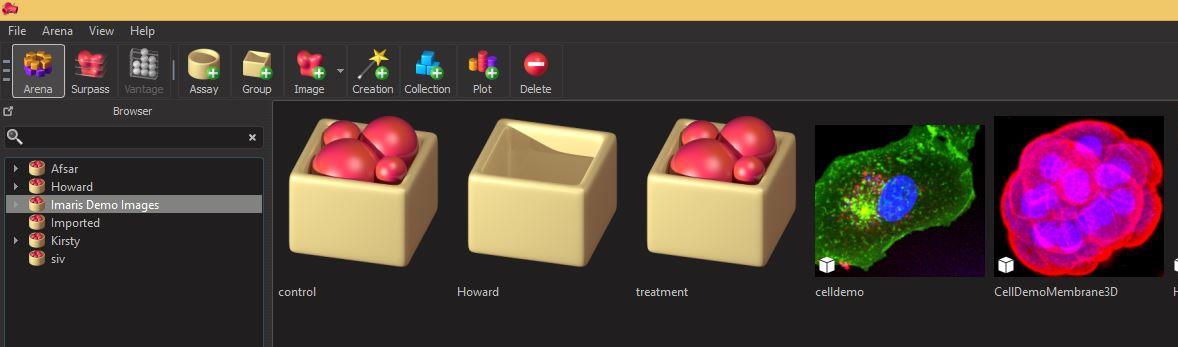 File Arena View Help
Arena Surpass Vantage Assay Group Image Creation Collection Plot Delete
Browser
Afsar
Howard
Imaris Demo Images
Imported
Kirsty
siv
control Howard treatment celldemo CellDemoMembrane3D